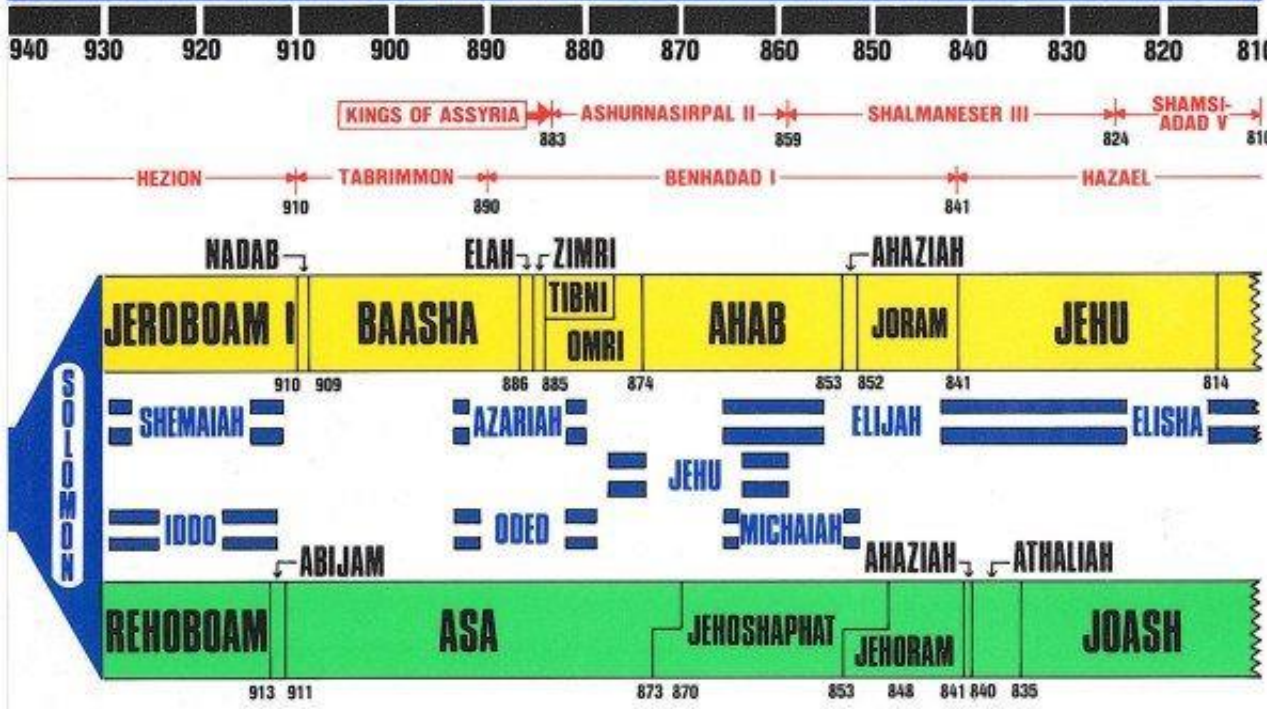 940 930 920 910 900 890 880 870 860 850 840 830 820 810
KINGS OF ASSYRIA ASHURNASIRPAL II SHALMANESER III SHAMSI-
ADAD V
883 859 824 810
HEZION TABRIMMON BENHADAD I HAZAEL
910 890 841
NADAB ELAH ZIMRI AHAZIAH
JEROBOAM I BAASHA TIBNI OMRI AHAB JORAM JEHU
910 909 886 885 874 853 852 841 814
SOLOMON
SHEMAIAH AZARIAH ELIJAH ELISHA
JEHU
IDDO ODED MICHAIAH
ABIJAM AHAZIAH ATHALIAH
REHOBOAM ASA JEHOSHAPHAT JEHORAM JOASH
913 911 873 870 853 848 841 840 835